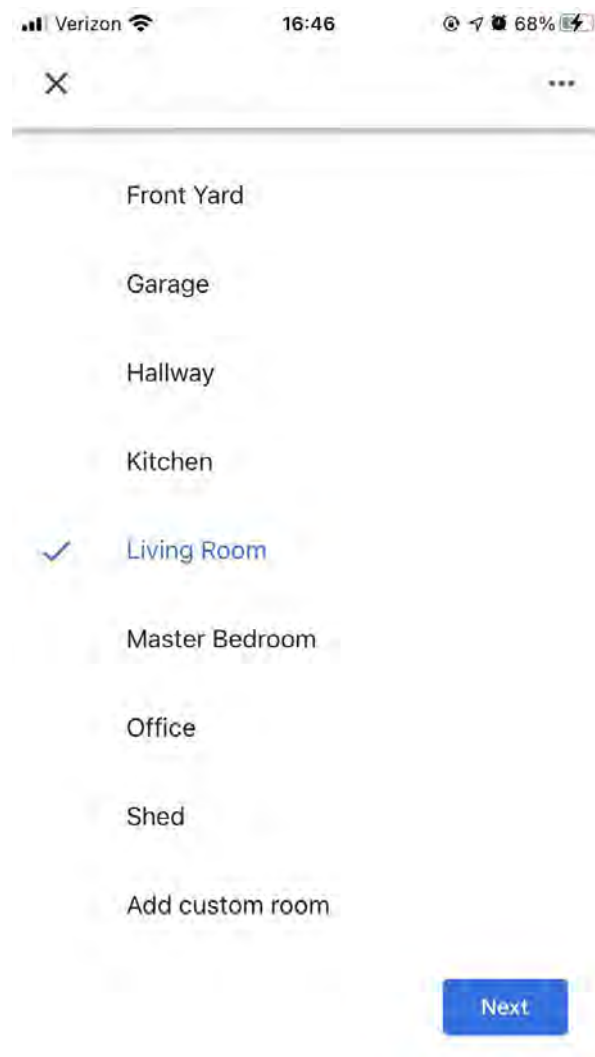 Verizon 16:46 68%
Front Yard
Garage
Hallway
Kitchen
Living Room
Master Bedroom
Office
Shed
Add custom room
Next